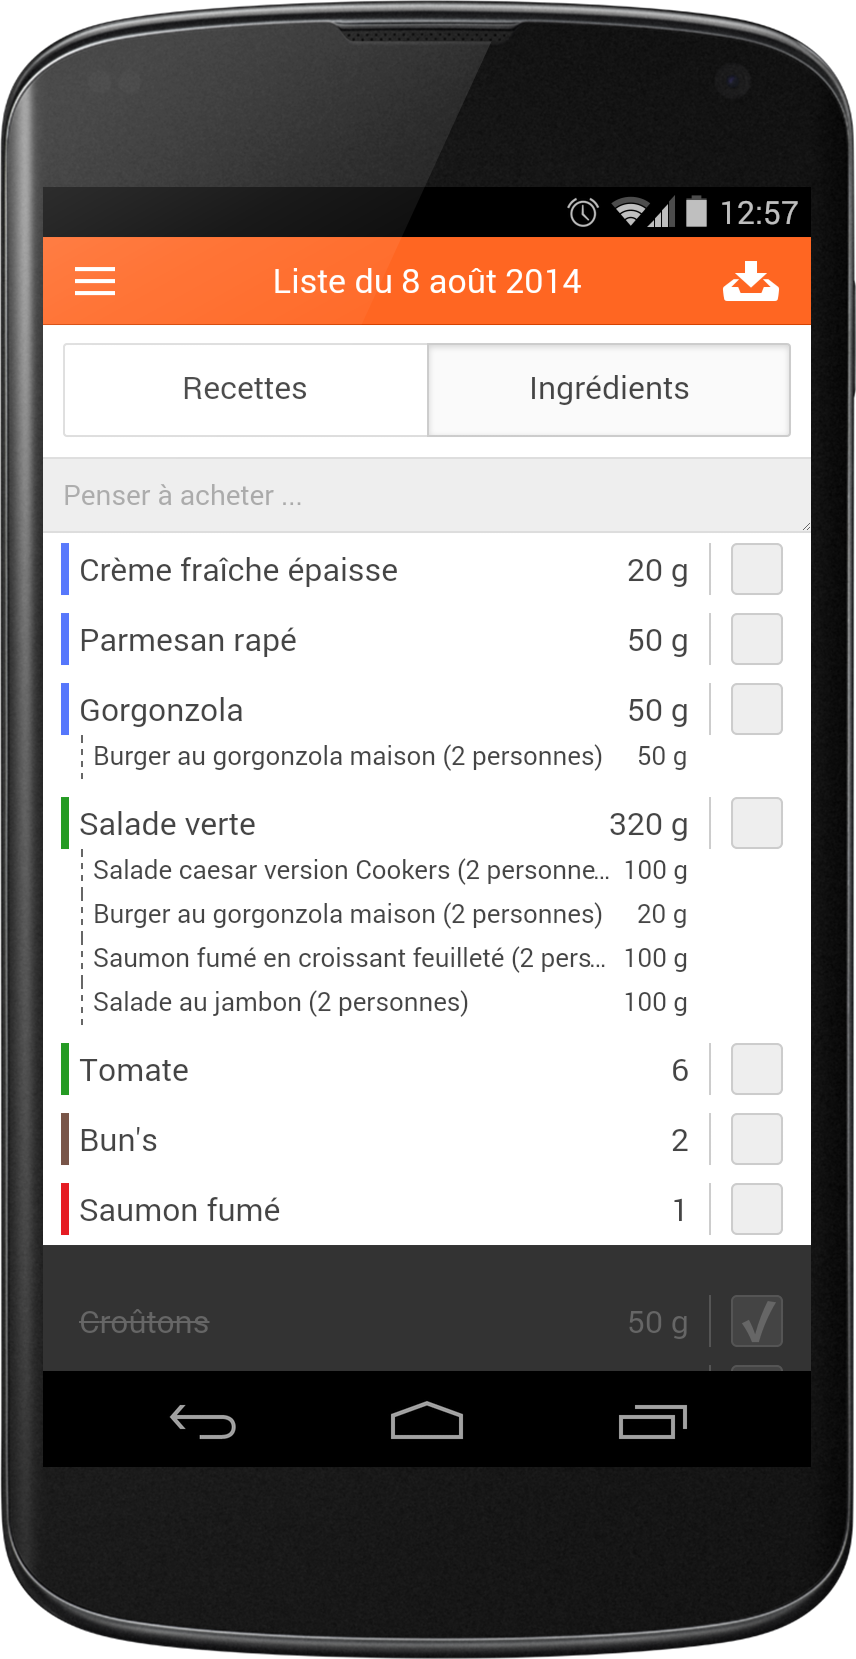 12:57
Liste du 8 août 2014
Recettes Ingrédients
Penser à acheter ...
Crème fraîche épaisse 20 g
Parmesan rapé 50 g
Gorgonzola 50 g
Burger au gorgonzola maison (2 personnes) 50 g
Salade verte 320 g
Salade caesar version Cookers (2 personne... 100 g
Burger au gorgonzola maison (2 personnes) 20 g
Saumon fumé en croissant feuilleté (2 pers... 100 g
Salade au jambon (2 personnes) 100 g
Tomate 6
Bun's 2
Saumon fumé 1
Croûtons 50 g